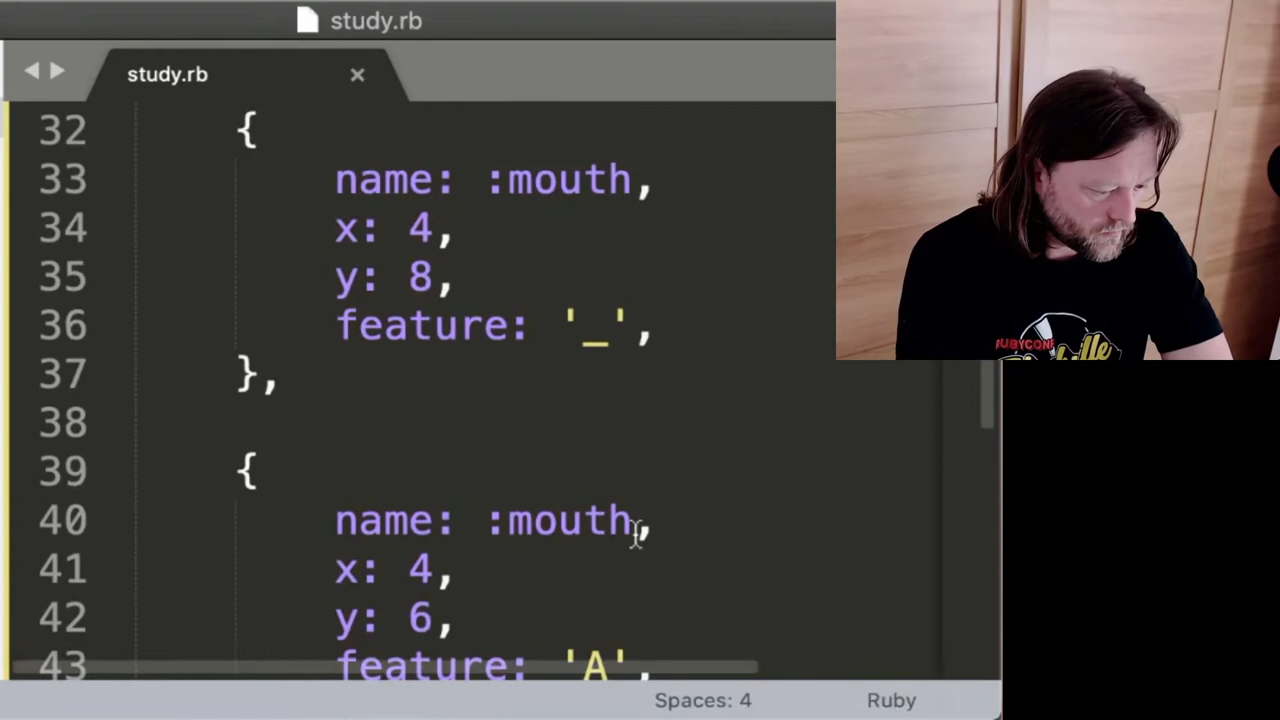 study.rb
study.rb
32 {
33 name: :mouth,
34 x: 4,
35 y: 8,
36 feature: '_',
37 },
38
39 {
40 name: :mouth,
41 x: 4,
42 y: 6,
43 feature: 'A',
Spaces: 4 Ruby
RUBYCONF